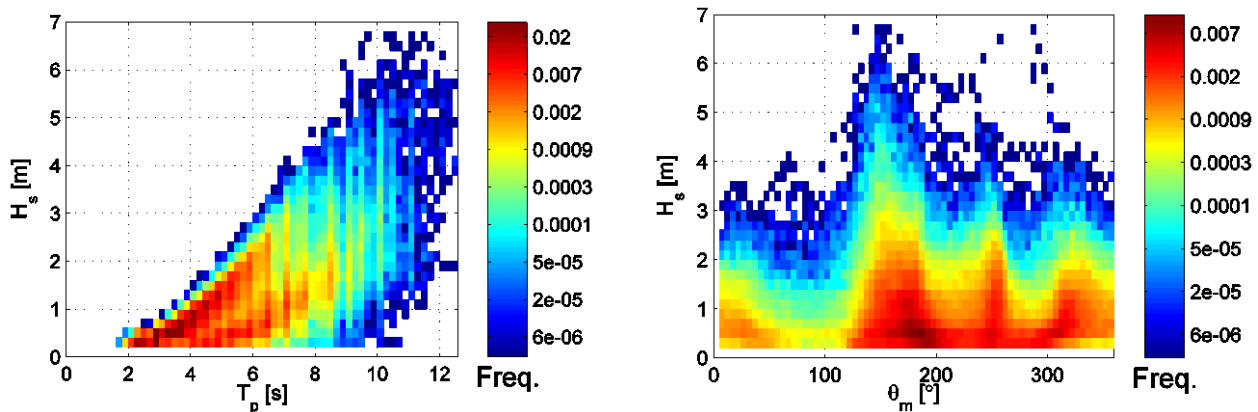 7
6
5
4
3
2
1
0
H_s [m]
0 2 4 6 8 10 12
T_p [s]
0.02
0.007
0.002
0.0009
0.0003
0.0001
5e-05
2e-05
6e-06
Freq.
7
6
5
4
3
2
1
0
H_s [m]
0 100 200 300
θ_m [°]
0.007
0.002
0.0009
0.0003
0.0001
5e-05
2e-05
6e-06
Freq.